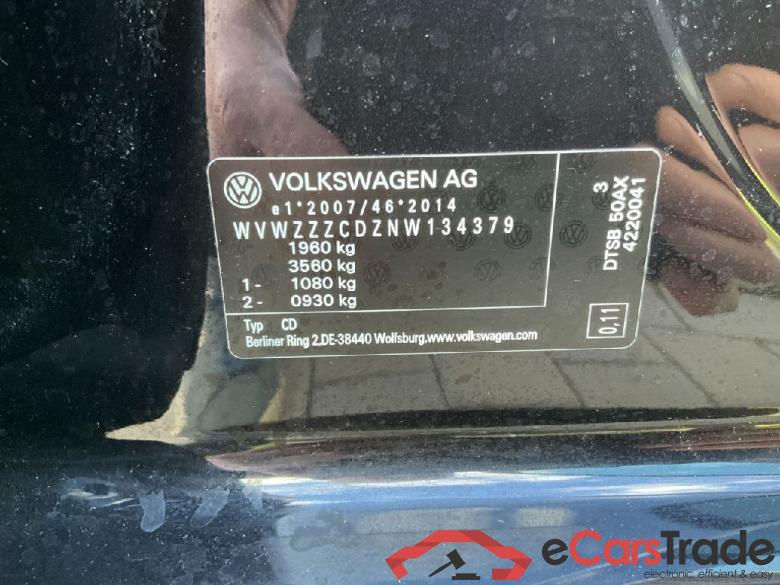 VOLKSWAGEN AG
e1*2007/46*2014
WVWZZZCDZNW134379
1960 kg
3560 kg
1 - 1080 kg
2 - 0930 kg
Typ CD
Berliner Ring 2.DE-38440 Wolfsburg.www.volkswagen.com
3
DTSB 50AX
4220041
0,11
eCarsTrade
electronic, efficient & easy